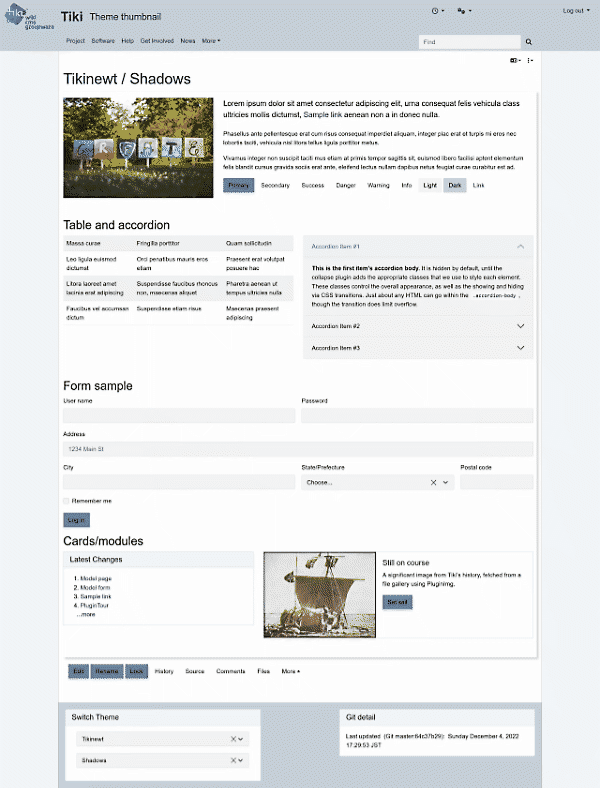 tiki
wiki
cms
groupware
Tiki Theme thumbnail
Log out
Project Software Help Get Involved News More
Find
Tikinewt / Shadows
CREATE
Lorem ipsum dolor sit amet consectetur adipiscing elit, uma consequat felis vehicula class
ultricies mollis dictumst, Sample link aenean non a in donec nulla.
Phasellus ante pellentesque erat cum risus consequat imperdiet aliquam, integer plac erat et turpis mi eros nec
lobortis taciti, vehicula nisl litora tellus ligula porttitor metus.
Vivamus integer non suscipit taciti mus etiam at primis tempor sagittis sit, euismod libero facilisi aptent elementum
felis blandit cursus gravida sociis erat ante, eleifend lectus nullam dapibus netus feugiat curae curabitur est ad.
Primary Secondary Success Danger Warning Info Light Dark Link
Table and accordion
Massa curae Fringilla porttitor Quam sollicitudin
Leo ligula euismod Orci penatibus mauris eros Praesent erat volutpat
dictumst etiam posuere hac
Litora laoreet amet Suspendisse faucibus rhoncus Pharetra aenean ut
lacinia erat adipiscing non, maecenas aliquet tempus ultricies nulla
Faucibus vel accumsan Suspendisse etiam risus Maecenas praesent
dictum adipiscing
Accordion Item #1
This is the first item's accordion body. It is hidden by default, until the
collapse plugin adds the appropriate classes that we use to style each element.
These classes control the overall appearance, as well as the showing and hiding
via CSS transitions. Just about any HTML can go within the .accordion-body ,
though the transition does limit overflow.
Accordion Item #2
Accordion Item #3
Form sample
User name Password
Address
1234 Main St
City State/Prefecture Postal code
Choose...
Remember me
Log in
Cards/modules
Latest Changes
1. Model page
2. Model form
3. Sample link
4. PluginTour
...more
Still on course
A significant image from Tiki's history, fetched from a
file gallery using PluginImg.
Set sail
Edit Rename Lock History Source Comments Files More
Switch Theme
Tikinewt
Shadows
Git detail
Last updated (Git master:64c37b29): Sunday December 4, 2022
17:29:53 JST